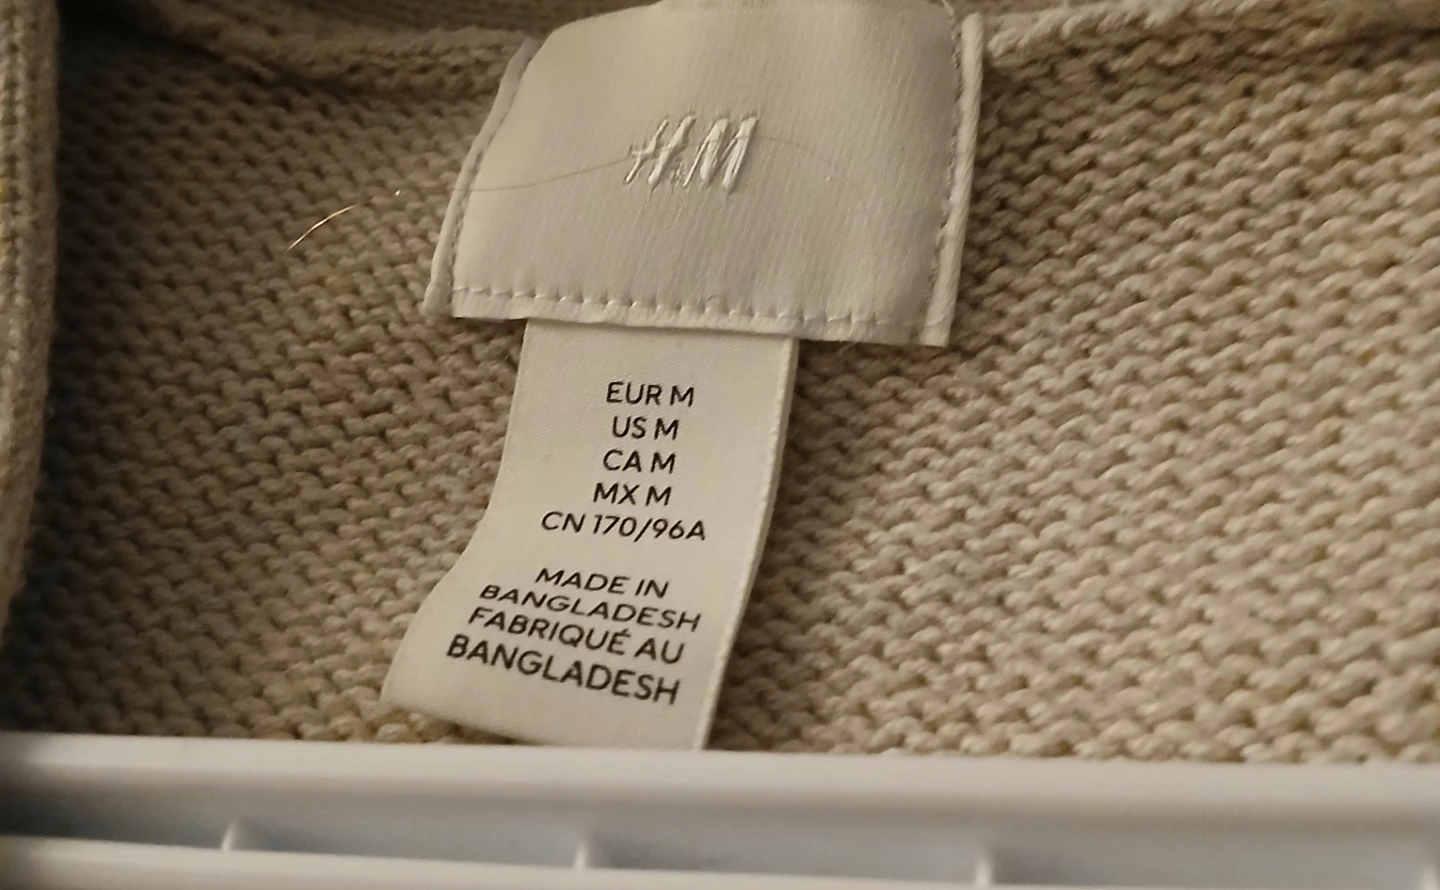 H&M
EUR M
US M
CA M
MX M
CN 170/96A
MADE IN
BANGLADESH
FABRIQUÉ AU
BANGLADESH